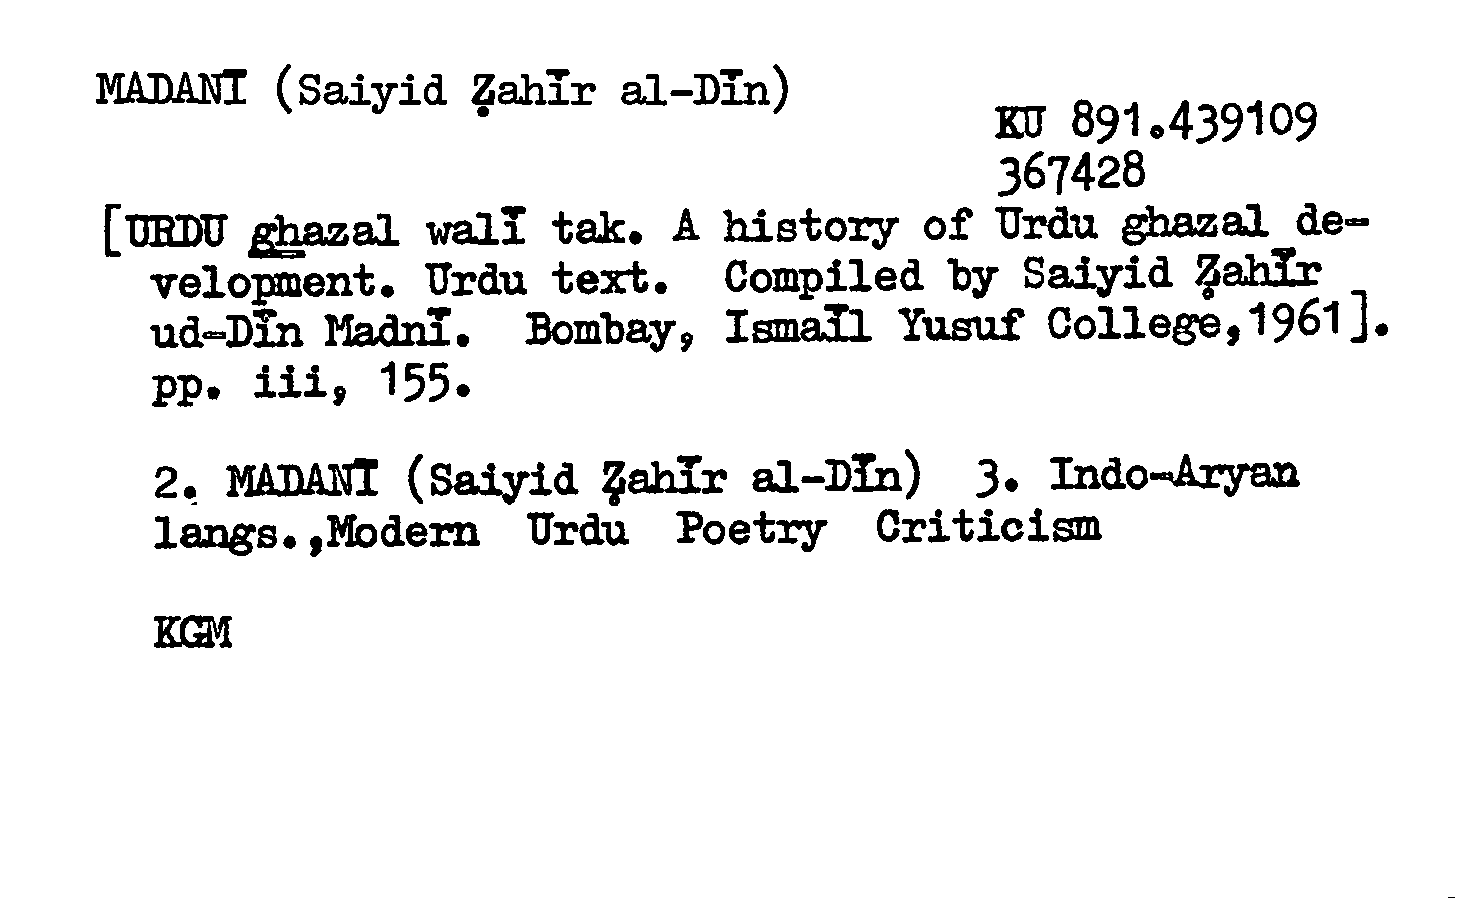 MADANĪ (Saiyid Ẓahīr al-Dīn)
KU 891.439109
367428
[URDU ghazal walī tak. A history of Urdu ghazal de-
velopment. Urdu text. Compiled by Saiyid Ẓahīr
ud-Dīn Madnī. Bombay, Ismaīl Yusuf College,1961].
pp. iii, 155.
2. MADANĪ (Saiyid Ẓahīr al-Dīn) 3. Indo-Aryan
langs.,Modern Urdu Poetry Criticism
KGM